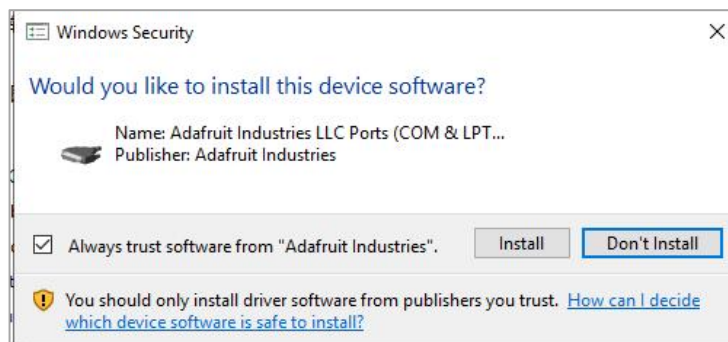 Windows Security
Would you like to install this device software?
Name: Adafruit Industries LLC Ports (COM & LPT...
Publisher: Adafruit Industries
Always trust software from "Adafruit Industries".
Install
Don't Install
You should only install driver software from publishers you trust. How can I decide
which device software is safe to install?